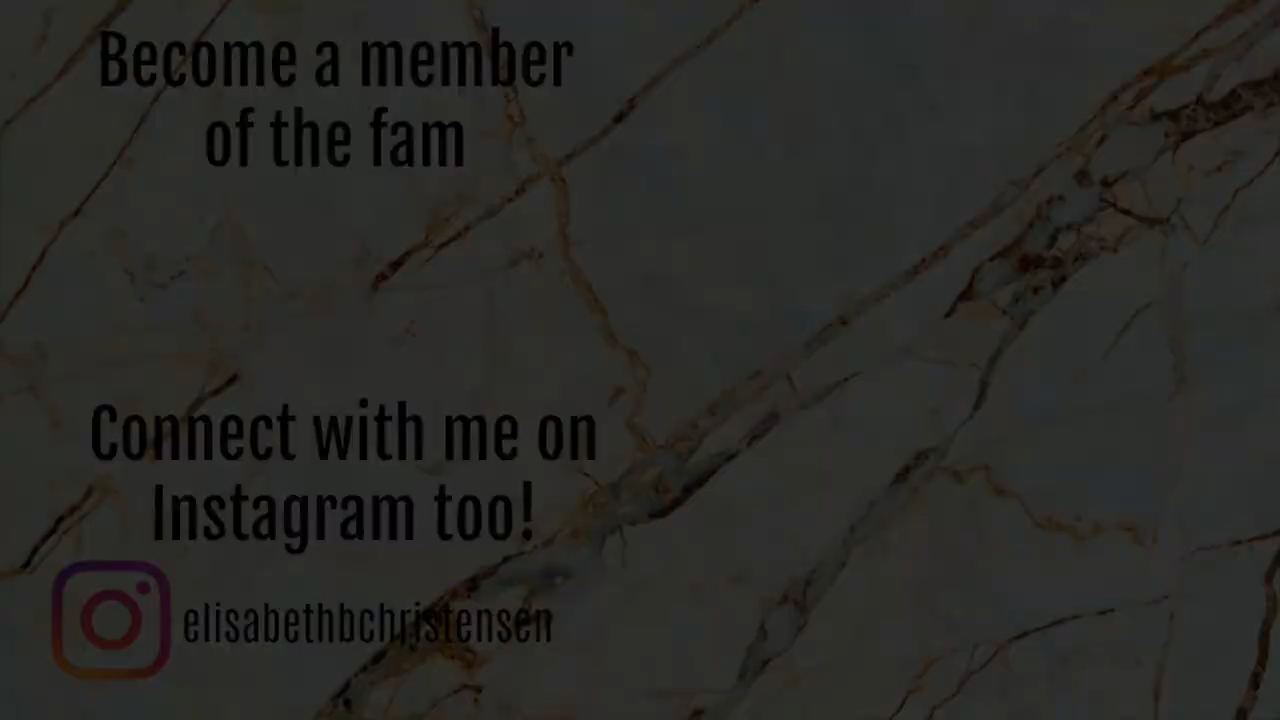 Become a member
of the fam
Connect with me on
Instagram too!
elisabethbchristensen